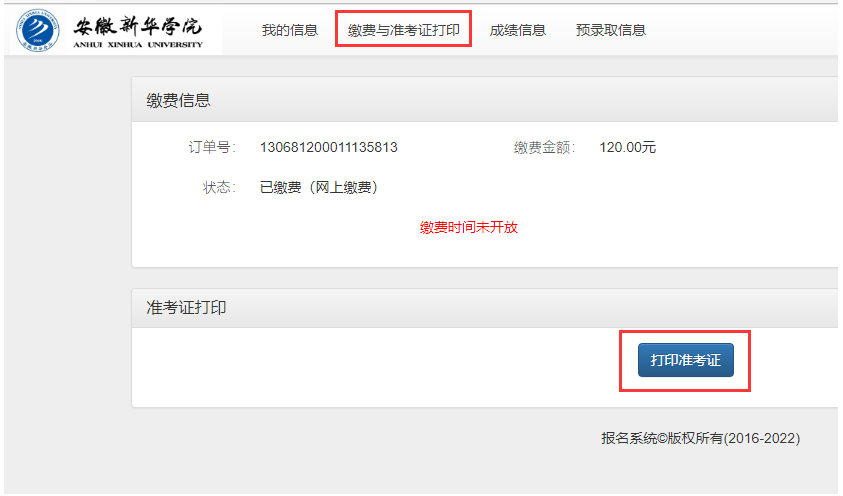 安徽新华学院
ANHUI XINHUA UNIVERSITY
我的信息 缴费与准考证打印 成绩信息 预录取信息
缴费信息
订单号： 130681200011135813 缴费金额： 120.00元
状态： 已缴费（网上缴费）
缴费时间未开放
准考证打印
打印准考证
报名系统©版权所有(2016-2022)